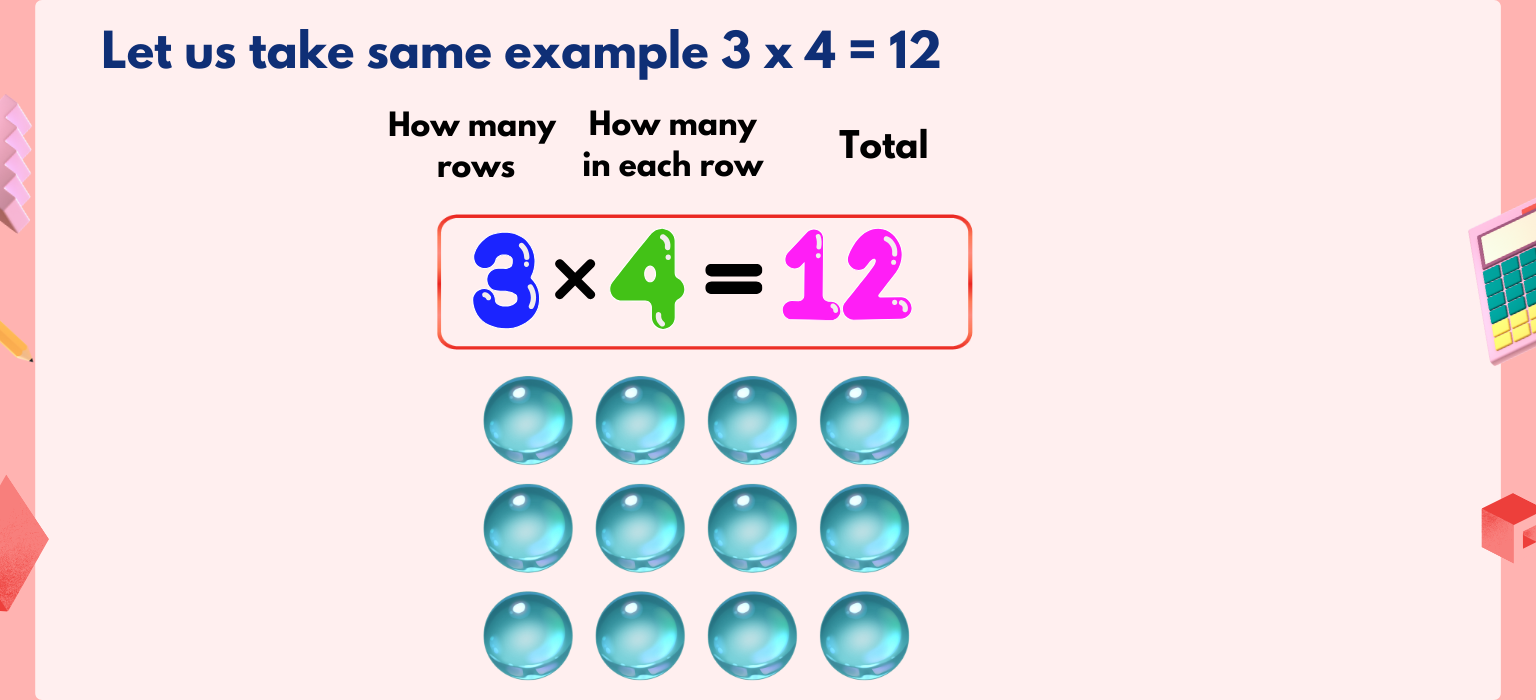 Let us take same example 3 x 4 = 12
How many
rows
How many
in each row
Total
3 × 4 = 12